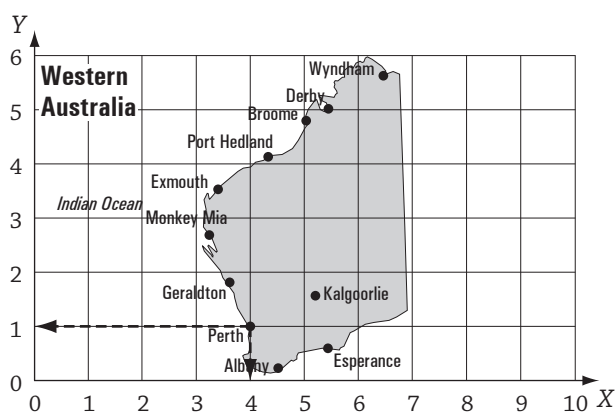 Y
6
Western
Australia
Wyndham
Derby
5
Broome
Port Hedland
4
Exmouth
Indian Ocean
3
Monkey Mia
2
Geraldton
Kalgoorlie
1
Perth
Albany
Esperance
0
0 1 2 3 4 5 6 7 8 9 10 X